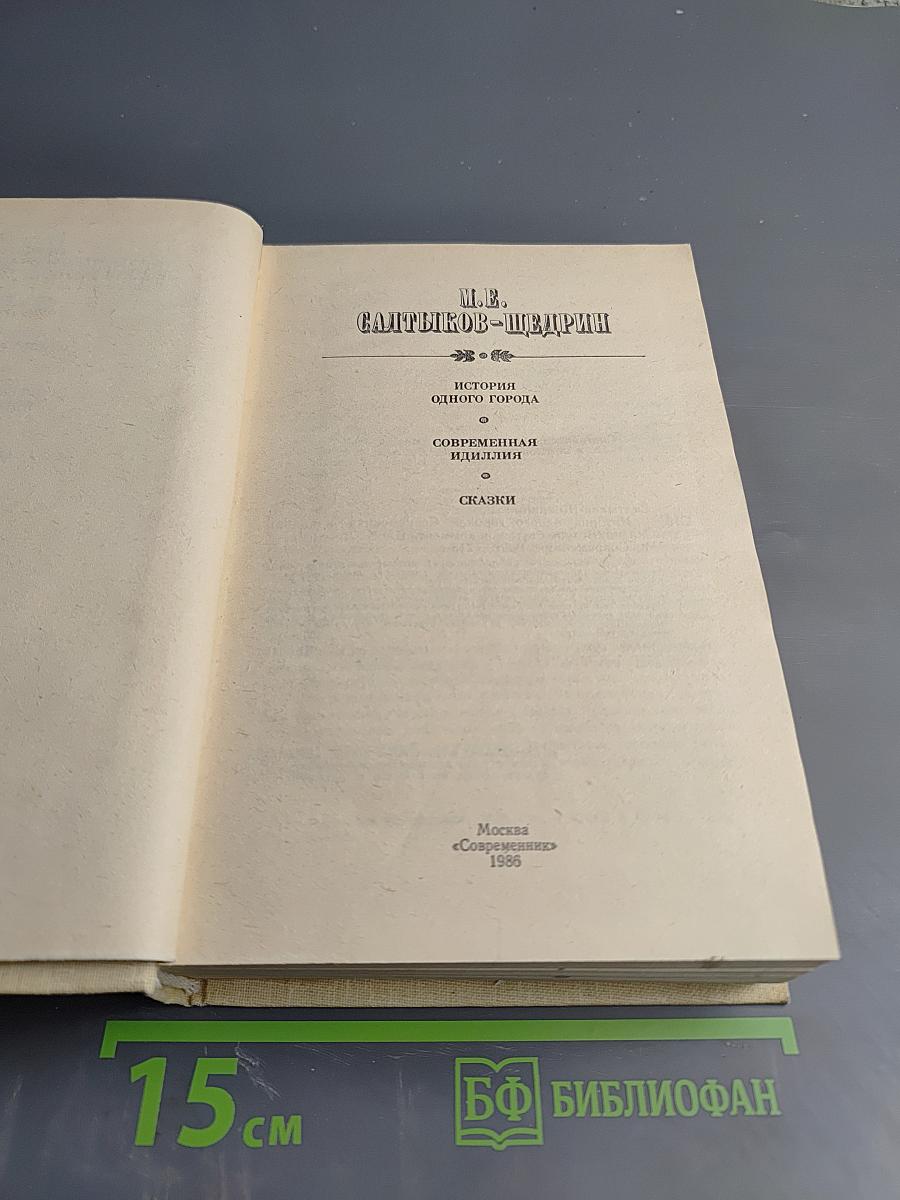 М.Е.
САЛТЫКОВ-ЩЕДРИН
ИСТОРИЯ
ОДНОГО ГОРОДА
СОВРЕМЕННАЯ
ИДИЛЛИЯ
СКАЗКИ
Москва
«Современник»
1986
15 см
БФ БИБЛИОФАН